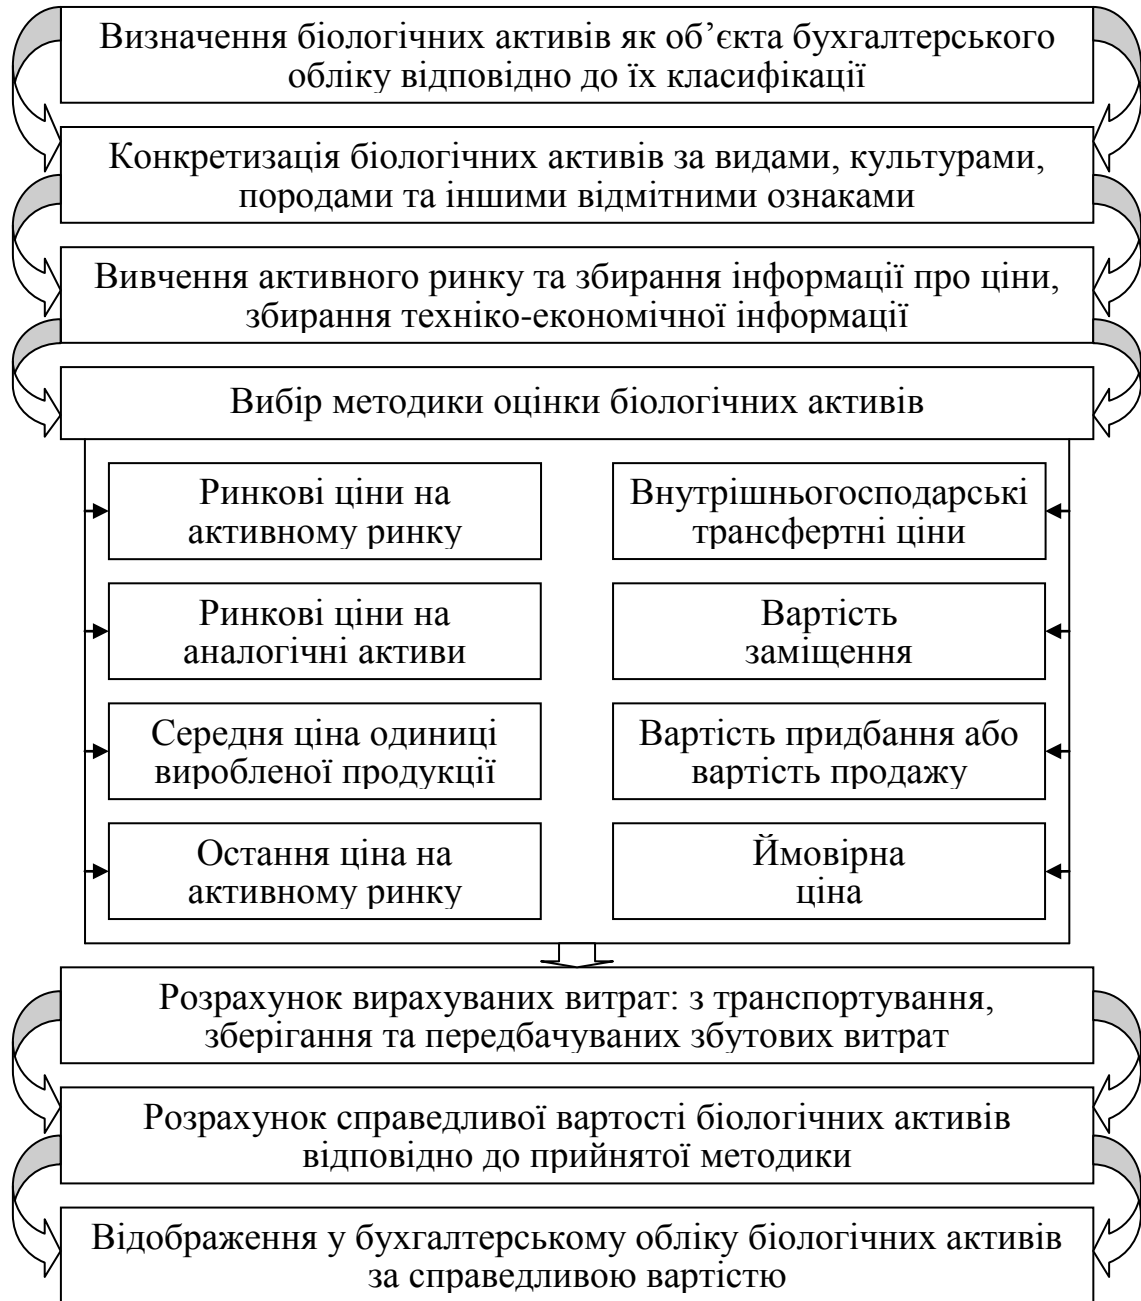 Визначення біологічних активів як об’єкта бухгалтерського
обліку відповідно до їх класифікації
Конкретизація біологічних активів за видами, культурами,
породами та іншими відмітними ознаками
Вивчення активного ринку та збирання інформації про ціни,
збирання техніко-економічної інформації
Вибір методики оцінки біологічних активів
Ринкові ціни на
активному ринку
Внутрішньогосподарські
трансфертні ціни
Ринкові ціни на
аналогічні активи
Вартість
заміщення
Середня ціна одиниці
виробленої продукції
Вартість придбання або
вартість продажу
Остання ціна на
активному ринку
Ймовірна
ціна
Розрахунок вирахуваних витрат: з транспортування,
зберігання та передбачуваних збутових витрат
Розрахунок справедливої вартості біологічних активів
відповідно до прийнятої методики
Відображення у бухгалтерському обліку біологічних активів
за справедливою вартістю